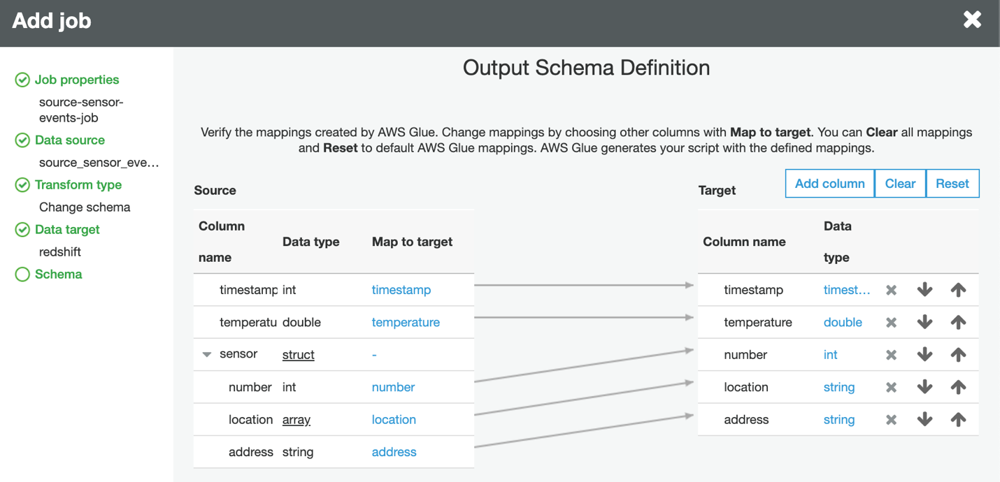 Add job
Job properties
source-sensor-
events-job
Data source
source_sensor_eve...
Transform type
Change schema
Data target
redshift
Schema
Output Schema Definition
Verify the mappings created by AWS Glue. Change mappings by choosing other columns with Map to target. You can Clear all mappings
and Reset to default AWS Glue mappings. AWS Glue generates your script with the defined mappings.
Source
Column name Data type Map to target
timestamp int timestamp
temperatu double temperature
sensor struct -
number int number
location array location
address string address
Target Add column Clear Reset
Column name Data type
timestamp timest...
temperature double
number int
location string
address string